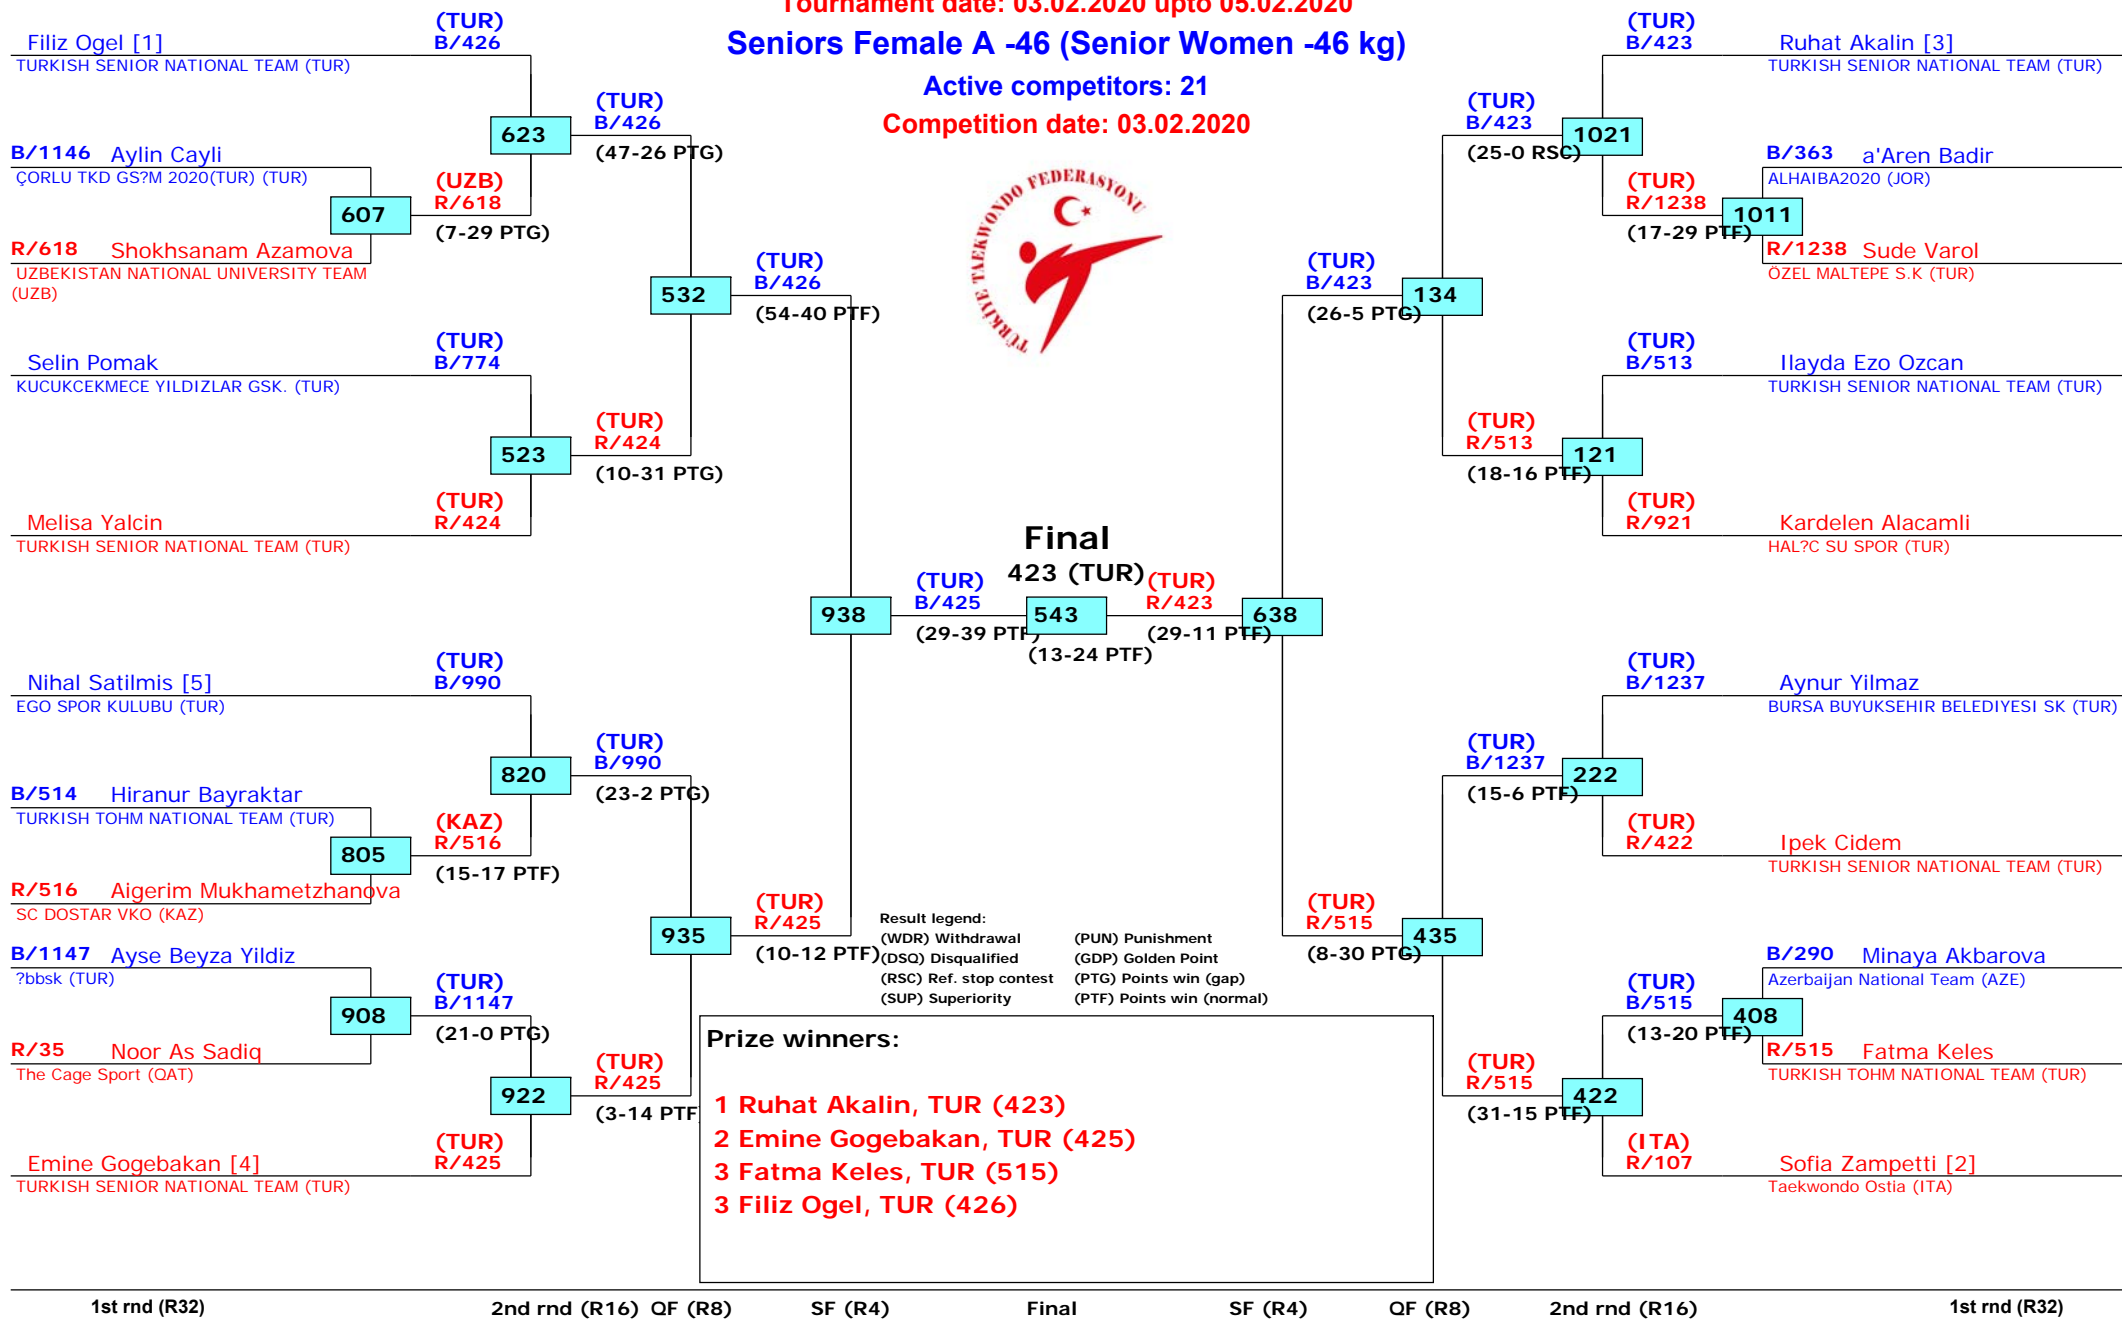 Tournament date: 03.02.2020 upto 05.02.2020
Seniors Female A -46 (Senior Women -46 kg)
Active competitors: 21
Competition date: 03.02.2020
TÜRKİYE TAEKWONDO FEDERASYONU
Filiz Ogel [1]
(TUR)
B/426
TURKISH SENIOR NATIONAL TEAM (TUR)
B/1146 Aylin Cayli
ÇORLU TKD GS?M 2020(TUR) (TUR)
R/618 Shokhsanam Azamova
UZBEKISTAN NATIONAL UNIVERSITY TEAM
(UZB)
607
(UZB)
R/618
(7-29 PTG)
623
(TUR)
B/426
(47-26 PTG)
Selin Pomak
(TUR)
B/774
KUCUKCEKMECE YILDIZLAR GSK. (TUR)
Melisa Yalcin
(TUR)
R/424
TURKISH SENIOR NATIONAL TEAM (TUR)
523
(TUR)
R/424
(10-31 PTG)
532
(TUR)
B/426
(54-40 PTF)
Nihal Satilmis [5]
(TUR)
B/990
EGO SPOR KULUBU (TUR)
B/514 Hiranur Bayraktar
TURKISH TOHM NATIONAL TEAM (TUR)
R/516 Aigerim Mukhametzhanova
SC DOSTAR VKO (KAZ)
805
(KAZ)
R/516
(15-17 PTF)
820
(TUR)
B/990
(23-2 PTG)
B/1147 Ayse Beyza Yildiz
?bbsk (TUR)
R/35 Noor As Sadiq
The Cage Sport (QAT)
908
(TUR)
B/1147
(21-0 PTG)
Emine Gogebakan [4]
(TUR)
R/425
TURKISH SENIOR NATIONAL TEAM (TUR)
922
(TUR)
R/425
(3-14 PTF
935
(TUR)
R/425
(10-12 PTF)
938
(TUR)
B/425
(29-39 PTF)
Final
423 (TUR)
543
(13-24 PTF)
(TUR)
R/423
(29-11 PTF)
638
(TUR)
B/423
(26-5 PTG)
134
(TUR)
B/423
(25-0 RSC)
1021
(TUR)
B/423
Ruhat Akalin [3]
TURKISH SENIOR NATIONAL TEAM (TUR)
(TUR)
R/1238
(17-29 PTF)
1011
B/363 a'Aren Badir
ALHAIBA2020 (JOR)
R/1238 Sude Varol
ÖZEL MALTEPE S.K (TUR)
(TUR)
R/513
(18-16 PTF)
121
(TUR)
B/513
Ilayda Ezo Ozcan
TURKISH SENIOR NATIONAL TEAM (TUR)
(TUR)
R/921
Kardelen Alacamli
HAL?C SU SPOR (TUR)
(TUR)
R/515
(8-30 PTG)
435
(TUR)
B/1237
(15-6 PTF)
222
(TUR)
B/1237
Aynur Yilmaz
BURSA BUYUKSEHIR BELEDIYESI SK (TUR)
(TUR)
R/422
Ipek Cidem
TURKISH SENIOR NATIONAL TEAM (TUR)
(TUR)
R/515
(31-15 PTF)
422
(TUR)
B/515
(13-20 PTF)
408
B/290 Minaya Akbarova
Azerbaijan National Team (AZE)
R/515 Fatma Keles
TURKISH TOHM NATIONAL TEAM (TUR)
(ITA)
R/107
Sofia Zampetti [2]
Taekwondo Ostia (ITA)
Result legend:
(WDR) Withdrawal (PUN) Punishment
(DSQ) Disqualified (GDP) Golden Point
(RSC) Ref. stop contest (PTG) Points win (gap)
(SUP) Superiority (PTF) Points win (normal)
Prize winners:
1 Ruhat Akalin, TUR (423)
2 Emine Gogebakan, TUR (425)
3 Fatma Keles, TUR (515)
3 Filiz Ogel, TUR (426)
1st rnd (R32) 2nd rnd (R16) QF (R8) SF (R4) Final SF (R4) QF (R8) 2nd rnd (R16) 1st rnd (R32)